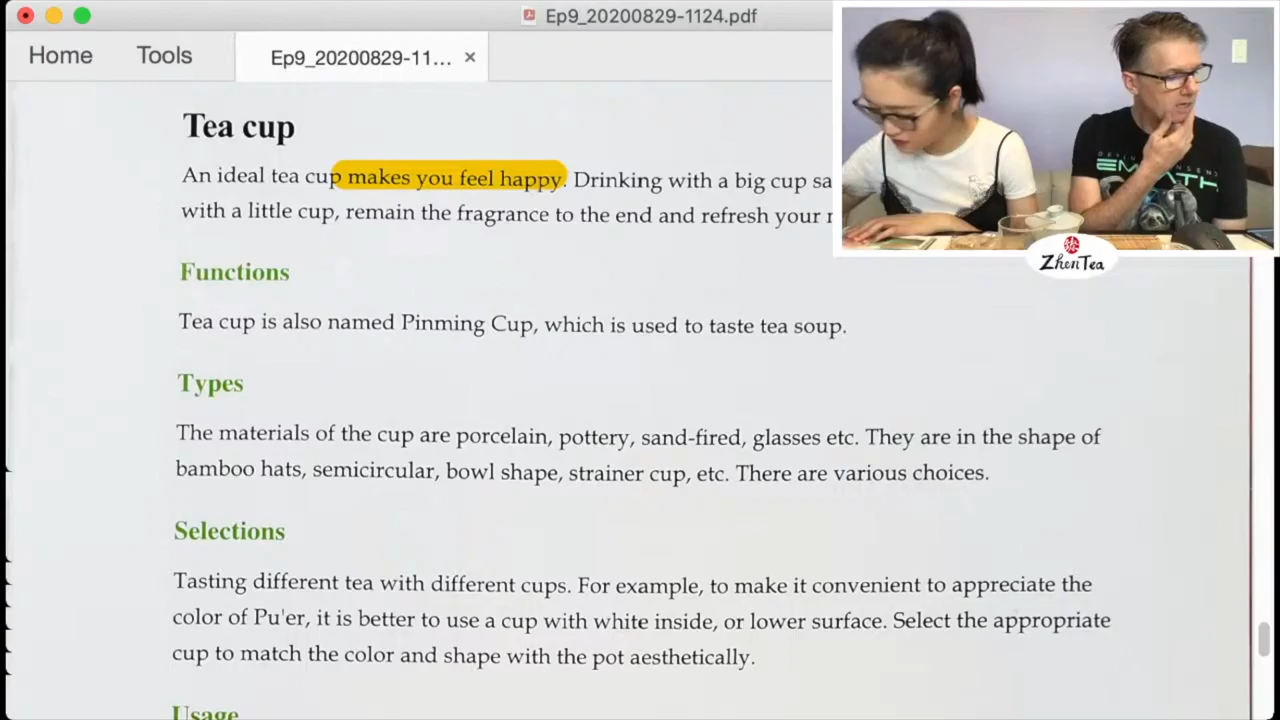 Ep9_20200829-1124.pdf
Home
Tools
Ep9_20200829-11... ×
Tea cup
An ideal tea cup makes you feel happy. Drinking with a big cup sa
with a little cup, remain the fragrance to the end and refresh your
Functions
Tea cup is also named Pinming Cup, which is used to taste tea soup.
Types
The materials of the cup are porcelain, pottery, sand-fired, glasses etc. They are in the shape of
bamboo hats, semicircular, bowl shape, strainer cup, etc. There are various choices.
Selections
Tasting different tea with different cups. For example, to make it convenient to appreciate the
color of Pu'er, it is better to use a cup with white inside, or lower surface. Select the appropriate
cup to match the color and shape with the pot aesthetically.
Usage
ZhenTea